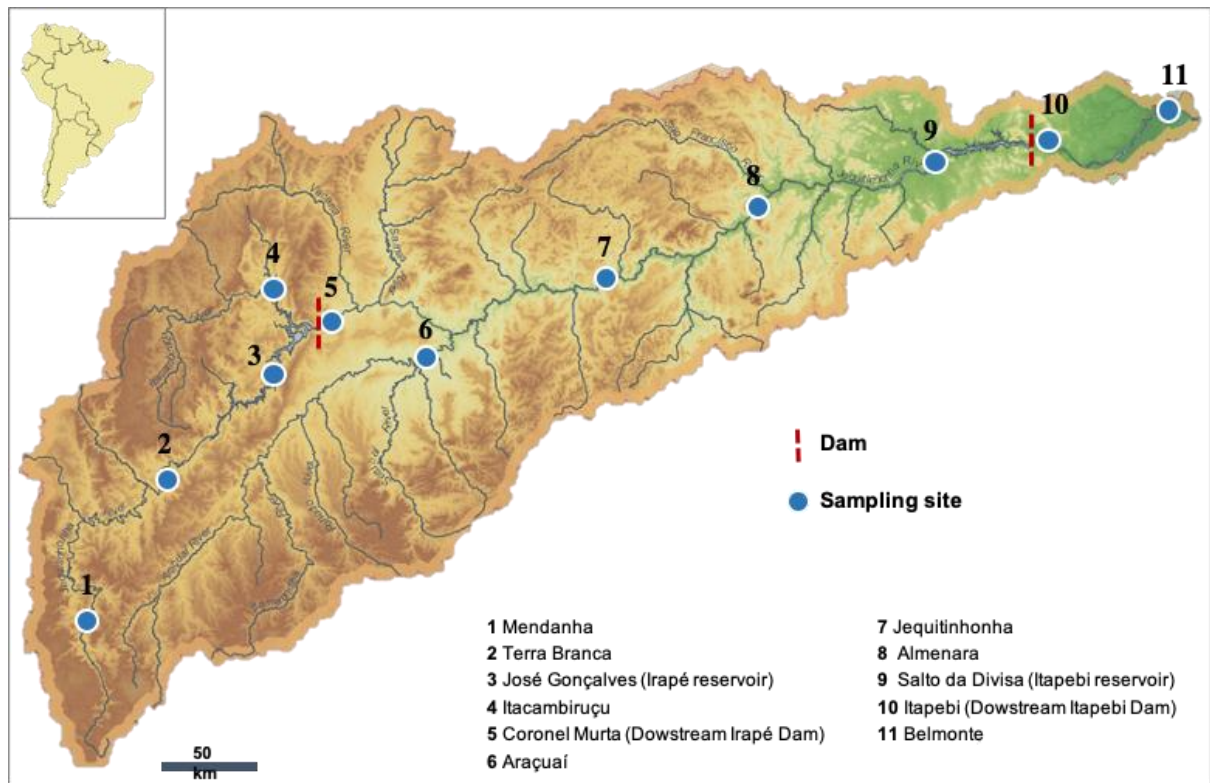 11
10
9
8
Jequitinhonha River
7
4
5
6
3
2
1
Dam
Sampling site
1 Mendanha
2 Terra Branca
3 José Gonçalves (Irapé reservoir)
4 Itacambiruçu
5 Coronel Murta (Dowstream Irapé Dam)
6 Araçuaí
7 Jequitinhonha
8 Almenara
9 Salto da Divisa (Itapebi reservoir)
10 Itapebi (Dowstream Itapebi Dam)
11 Belmonte
50
km